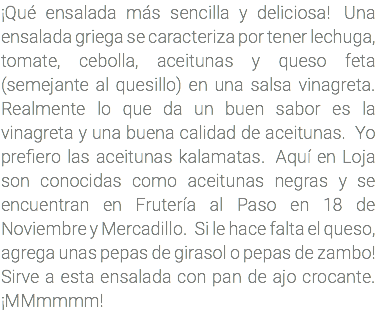 ¡Qué ensalada más sencilla y deliciosa! Una
ensalada griega se caracteriza por tener lechuga,
tomate, cebolla, aceitunas y queso feta
(semejante al quesillo) en una salsa vinagreta.
Realmente lo que da un buen sabor es la
vinagreta y una buena calidad de aceitunas. Yo
prefiero las aceitunas kalamatas. Aquí en Loja
son conocidas como aceitunas negras y se
encuentran en Frutería al Paso en 18 de
Noviembre y Mercadillo. Si le hace falta el queso,
agrega unas pepas de girasol o pepas de zambo!
Sirve a esta ensalada con pan de ajo crocante.
¡MMmmmm!